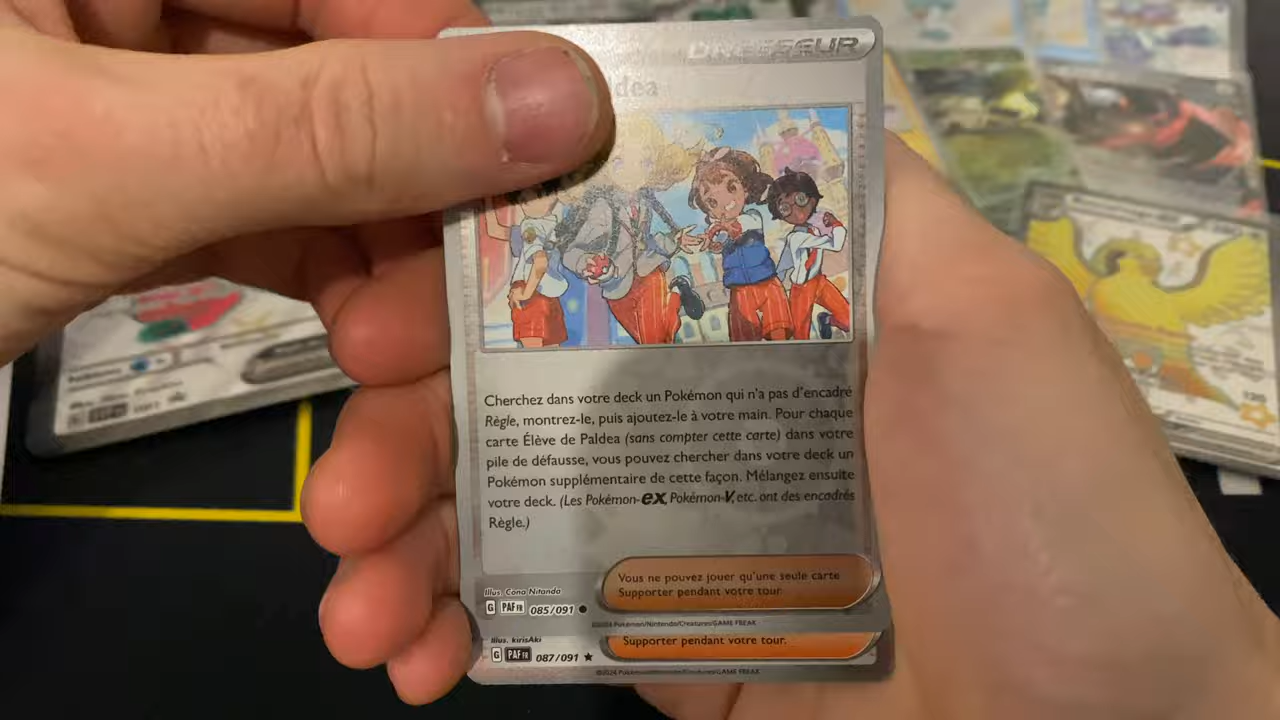 DRESSEUR
dea
Cherchez dans votre deck un Pokémon qui n'a pas d'encadré
Règle, montrez-le, puis ajoutez-le à votre main. Pour chaque
carte Élève de Paldea (sans compter cette carte) dans votre
pile de défausse, vous pouvez chercher dans votre deck un
Pokémon supplémentaire de cette façon. Mélangez ensuite
votre deck. (Les Pokémon-ex, Pokémon-V, etc. ont des encadrés
Règle.)
Vous ne pouvez jouer qu'une seule carte
Supporter pendant votre tour.
Illus. Cona Nitanda
G PAF FR 085/091
©2024 Pokémon/Nintendo/Creatures/GAME FREAK
Supporter pendant votre tour.
Illus. kirisAki
G PAF FR 087/091
©2024 Pokémon/Nintendo/Creatures/GAME FREAK
120